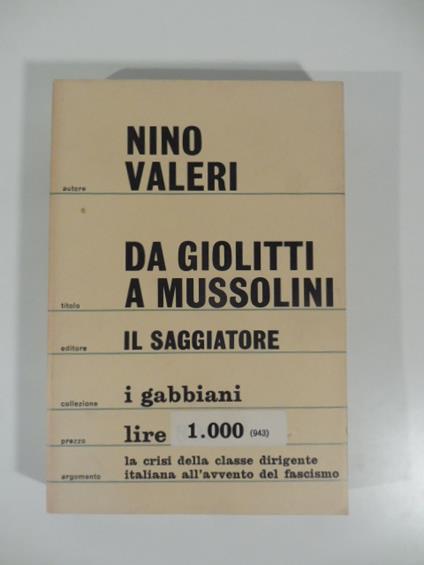 NINO
autore VALERI
DA GIOLITTI
titolo A MUSSOLINI
editore IL SAGGIATORE
collezione i gabbiani
prezzo lire 1.000 (943)
la crisi della classe dirigente
argomento italiana all'avvento del fascismo